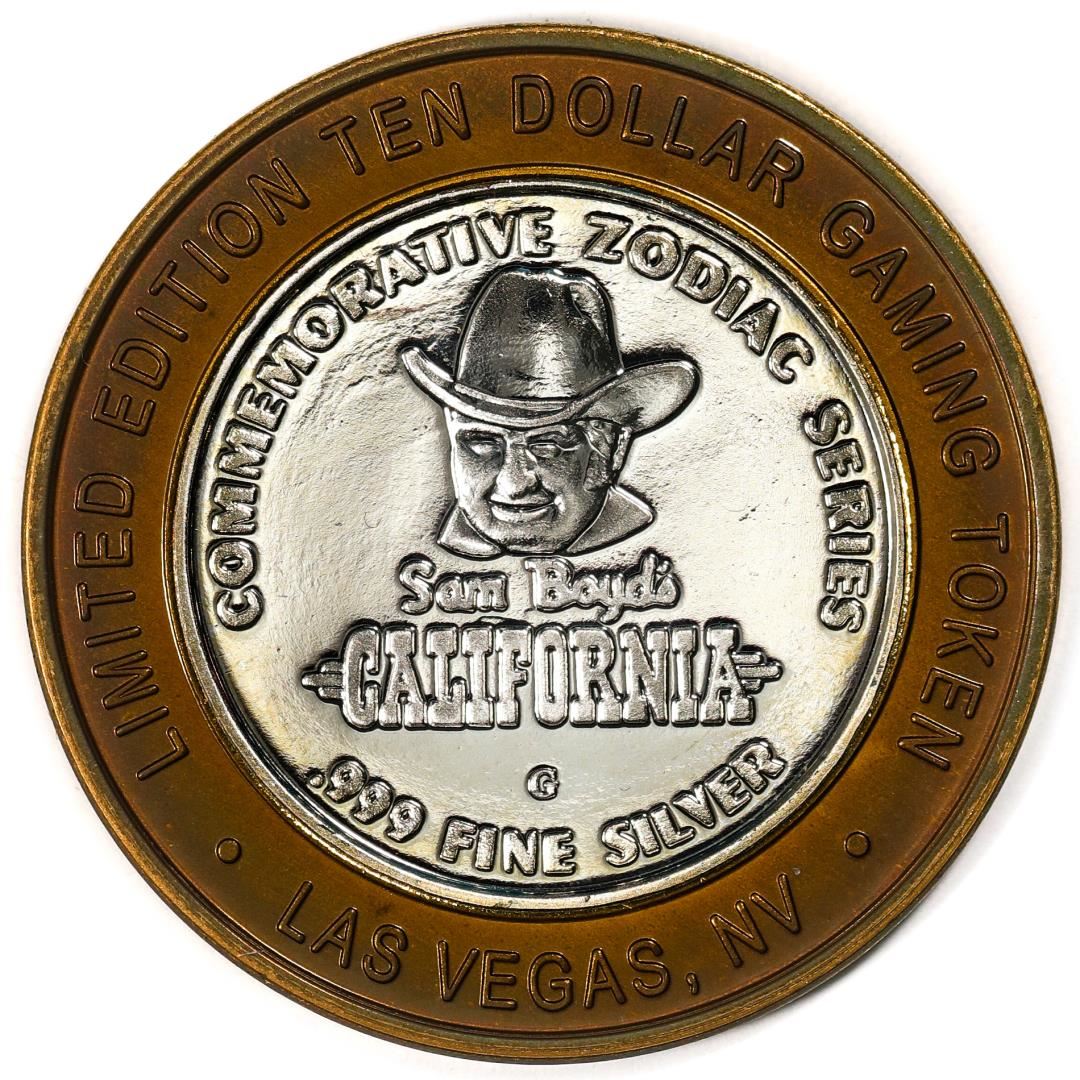 LIMITED EDITION TEN DOLLAR GAMING TOKEN
COMMEMORATIVE ZODIAC SERIES
Sam Boyd's
CALIFORNIA
G
.999 FINE SILVER
• LAS VEGAS, NV •